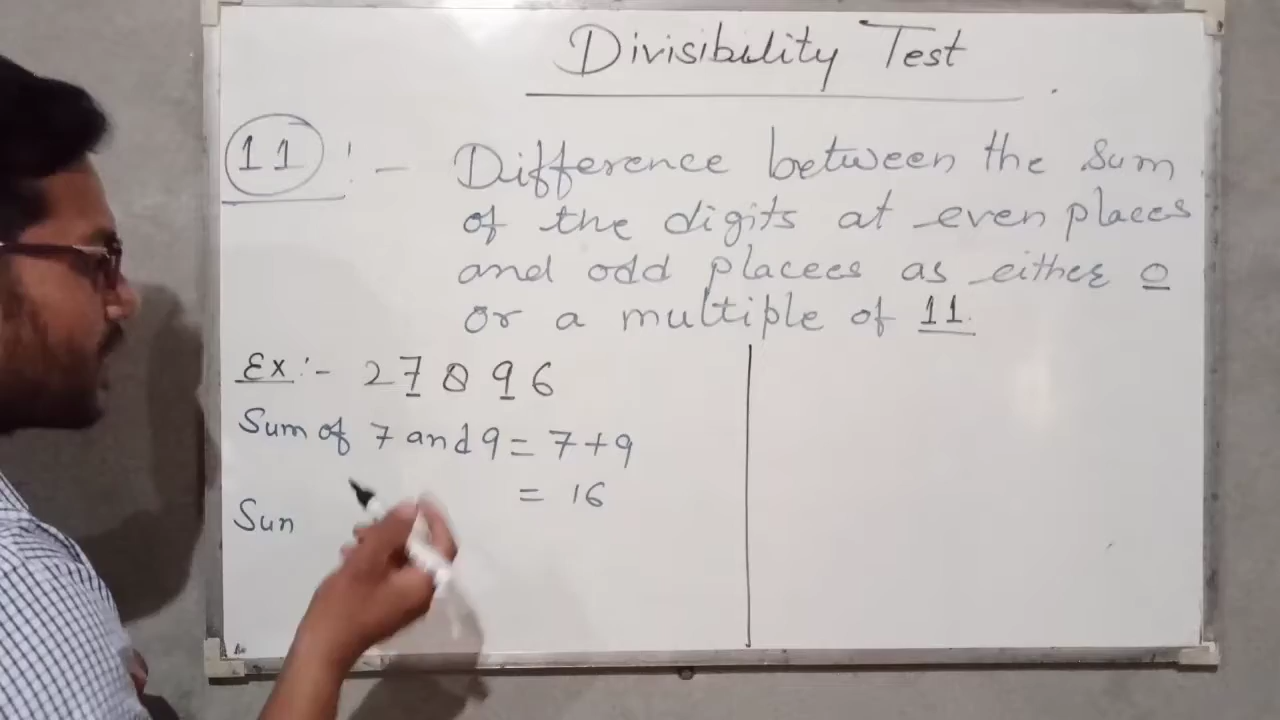 Divisibility Test
11 :- Difference between the Sum
of the digits at even places
and odd placees as either 0
or a multiple of 11.
Ex:- 27896
Sum of 7 and 9 = 7+9
= 16
Sun